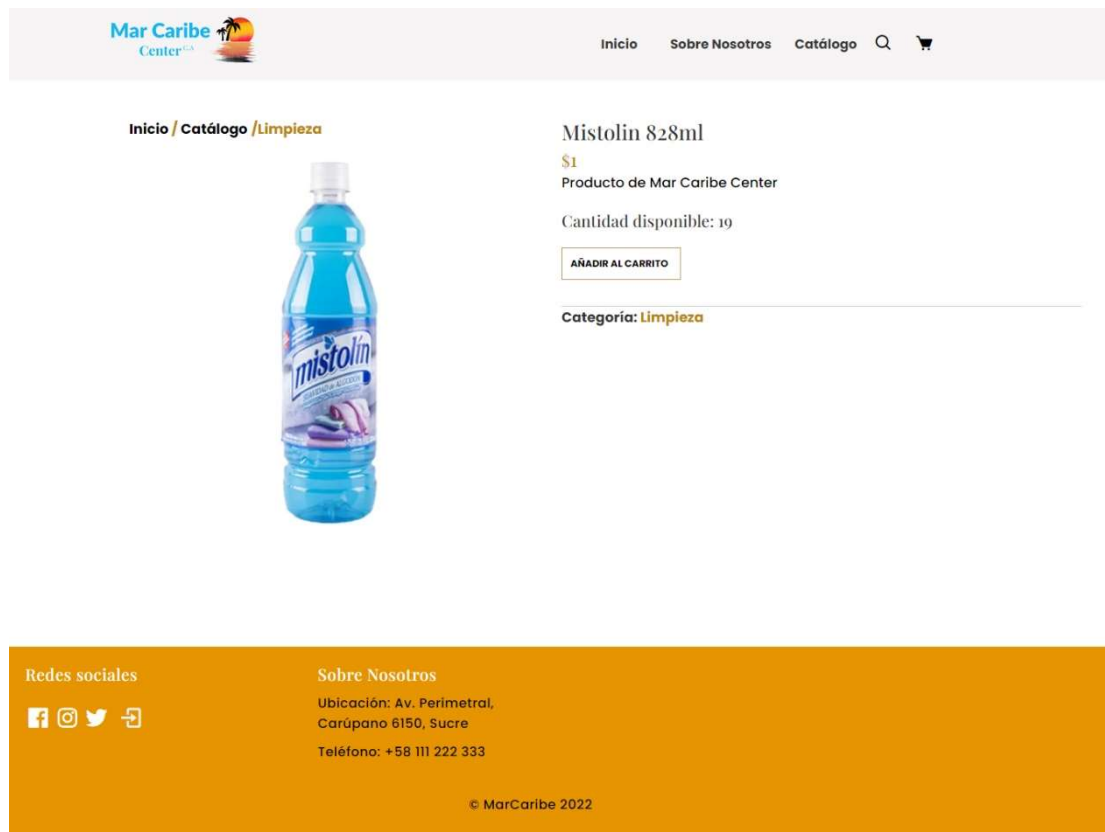 Mar Caribe
Center C.A
Inicio Sobre Nosotros Catálogo
Inicio / Catálogo /Limpieza
mistolín
Mistolin 828ml
$1
Producto de Mar Caribe Center
Cantidad disponible: 19
AÑADIR AL CARRITO
Categoría: Limpieza
Redes sociales
Sobre Nosotros
Ubicación: Av. Perimetral,
Carúpano 6150, Sucre
Teléfono: +58 111 222 333
© MarCaribe 2022